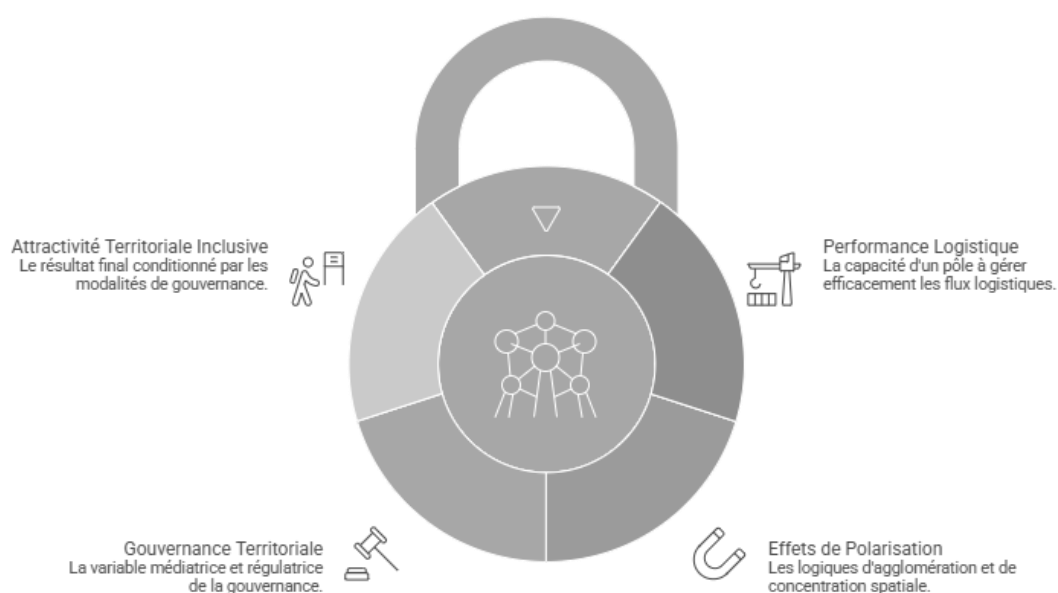 Attractivité Territoriale Inclusive
Le résultat final conditionné par les
modalités de gouvernance.
Performance Logistique
La capacité d'un pôle à gérer
efficacement les flux logistiques.
Gouvernance Territoriale
La variable médiatrice et régulatrice
de la gouvernance.
Effets de Polarisation
Les logiques d'agglomération et de
concentration spatiale.